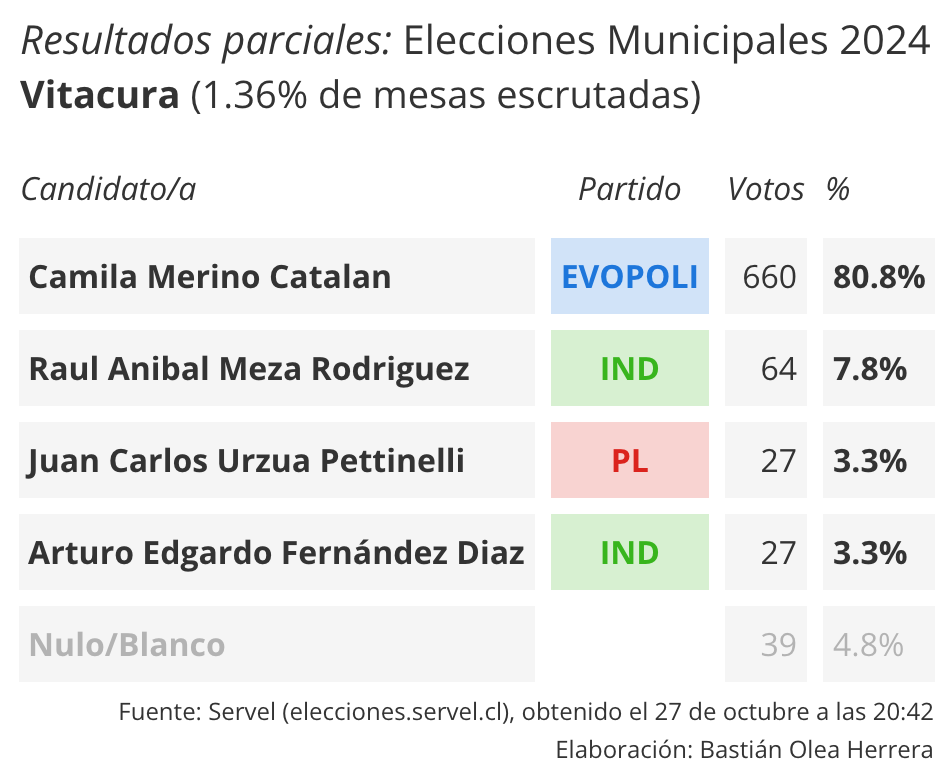 Resultados parciales: Elecciones Municipales 2024
Vitacura (1.36% de mesas escrutadas)
Candidato/a Partido Votos %
Camila Merino Catalan EVOPOLI 660 80.8%
Raul Anibal Meza Rodriguez IND 64 7.8%
Juan Carlos Urzua Pettinelli PL 27 3.3%
Arturo Edgardo Fernández Diaz IND 27 3.3%
Nulo/Blanco 39 4.8%
Fuente: Servel (elecciones.servel.cl), obtenido el 27 de octubre a las 20:42
Elaboración: Bastián Olea Herrera